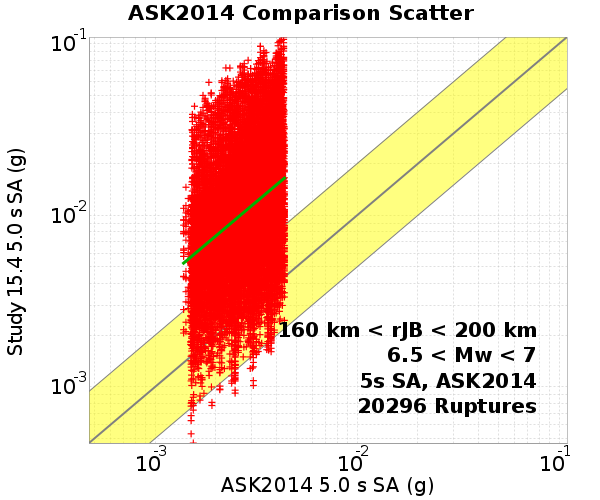 ASK2014 Comparison Scatter
Study 15.4 5.0 s SA (g)
10-1
10-2
10-3
160 km < rJB < 200 km
6.5 < Mw < 7
5s SA, ASK2014
20296 Ruptures
10-3 10-2 10-1
ASK2014 5.0 s SA (g)